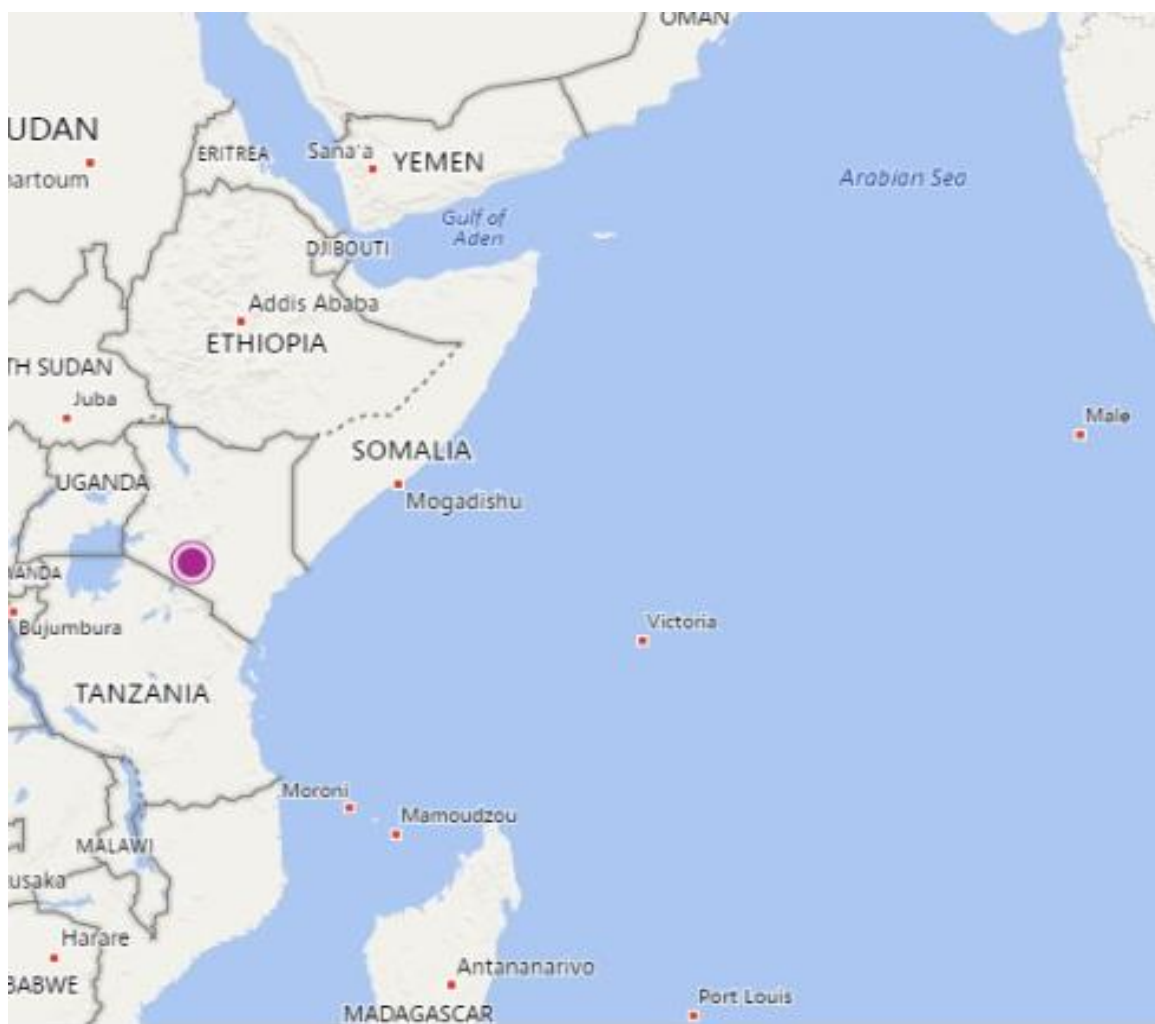 OMAN
UDAN
artoum
ERITREA
Sana'a
YEMEN
Arabian Sea
Gulf of
Aden
DJIBOUTI
Addis Ababa
ETHIOPIA
TH SUDAN
Juba
Male
SOMALIA
UGANDA
Mogadishu
ANDA
Bujumbura
Victoria
TANZANIA
Moroni
Mamoudzou
MALAWI
usaka
Harare
BABWE
Antananarivo
Port Louis
MADAGASCAR